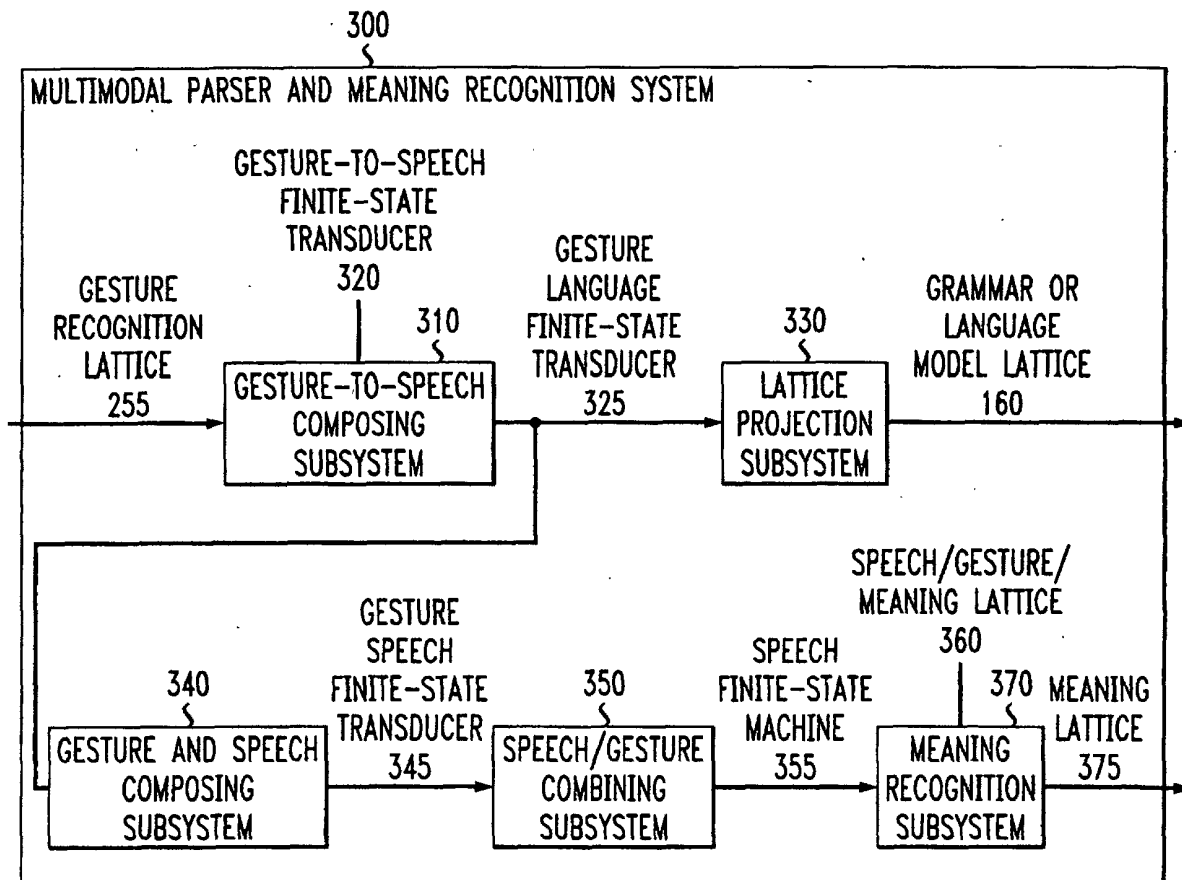 300
MULTIMODAL PARSER AND MEANING RECOGNITION SYSTEM
GESTURE-TO-SPEECH
FINITE-STATE
TRANSDUCER
320
GESTURE
RECOGNITION
LATTICE
255
310
GESTURE-TO-SPEECH
COMPOSING
SUBSYSTEM
GESTURE
LANGUAGE
FINITE-STATE
TRANSDUCER
325
330
LATTICE
PROJECTION
SUBSYSTEM
GRAMMAR OR
LANGUAGE
MODEL LATTICE
160
340
GESTURE AND SPEECH
COMPOSING
SUBSYSTEM
GESTURE
SPEECH
FINITE-STATE
TRANSDUCER
345
350
SPEECH/GESTURE
COMBINING
SUBSYSTEM
SPEECH
FINITE-STATE
MACHINE
355
SPEECH/GESTURE/
MEANING LATTICE
360
370
MEANING
RECOGNITION
SUBSYSTEM
MEANING
LATTICE
375